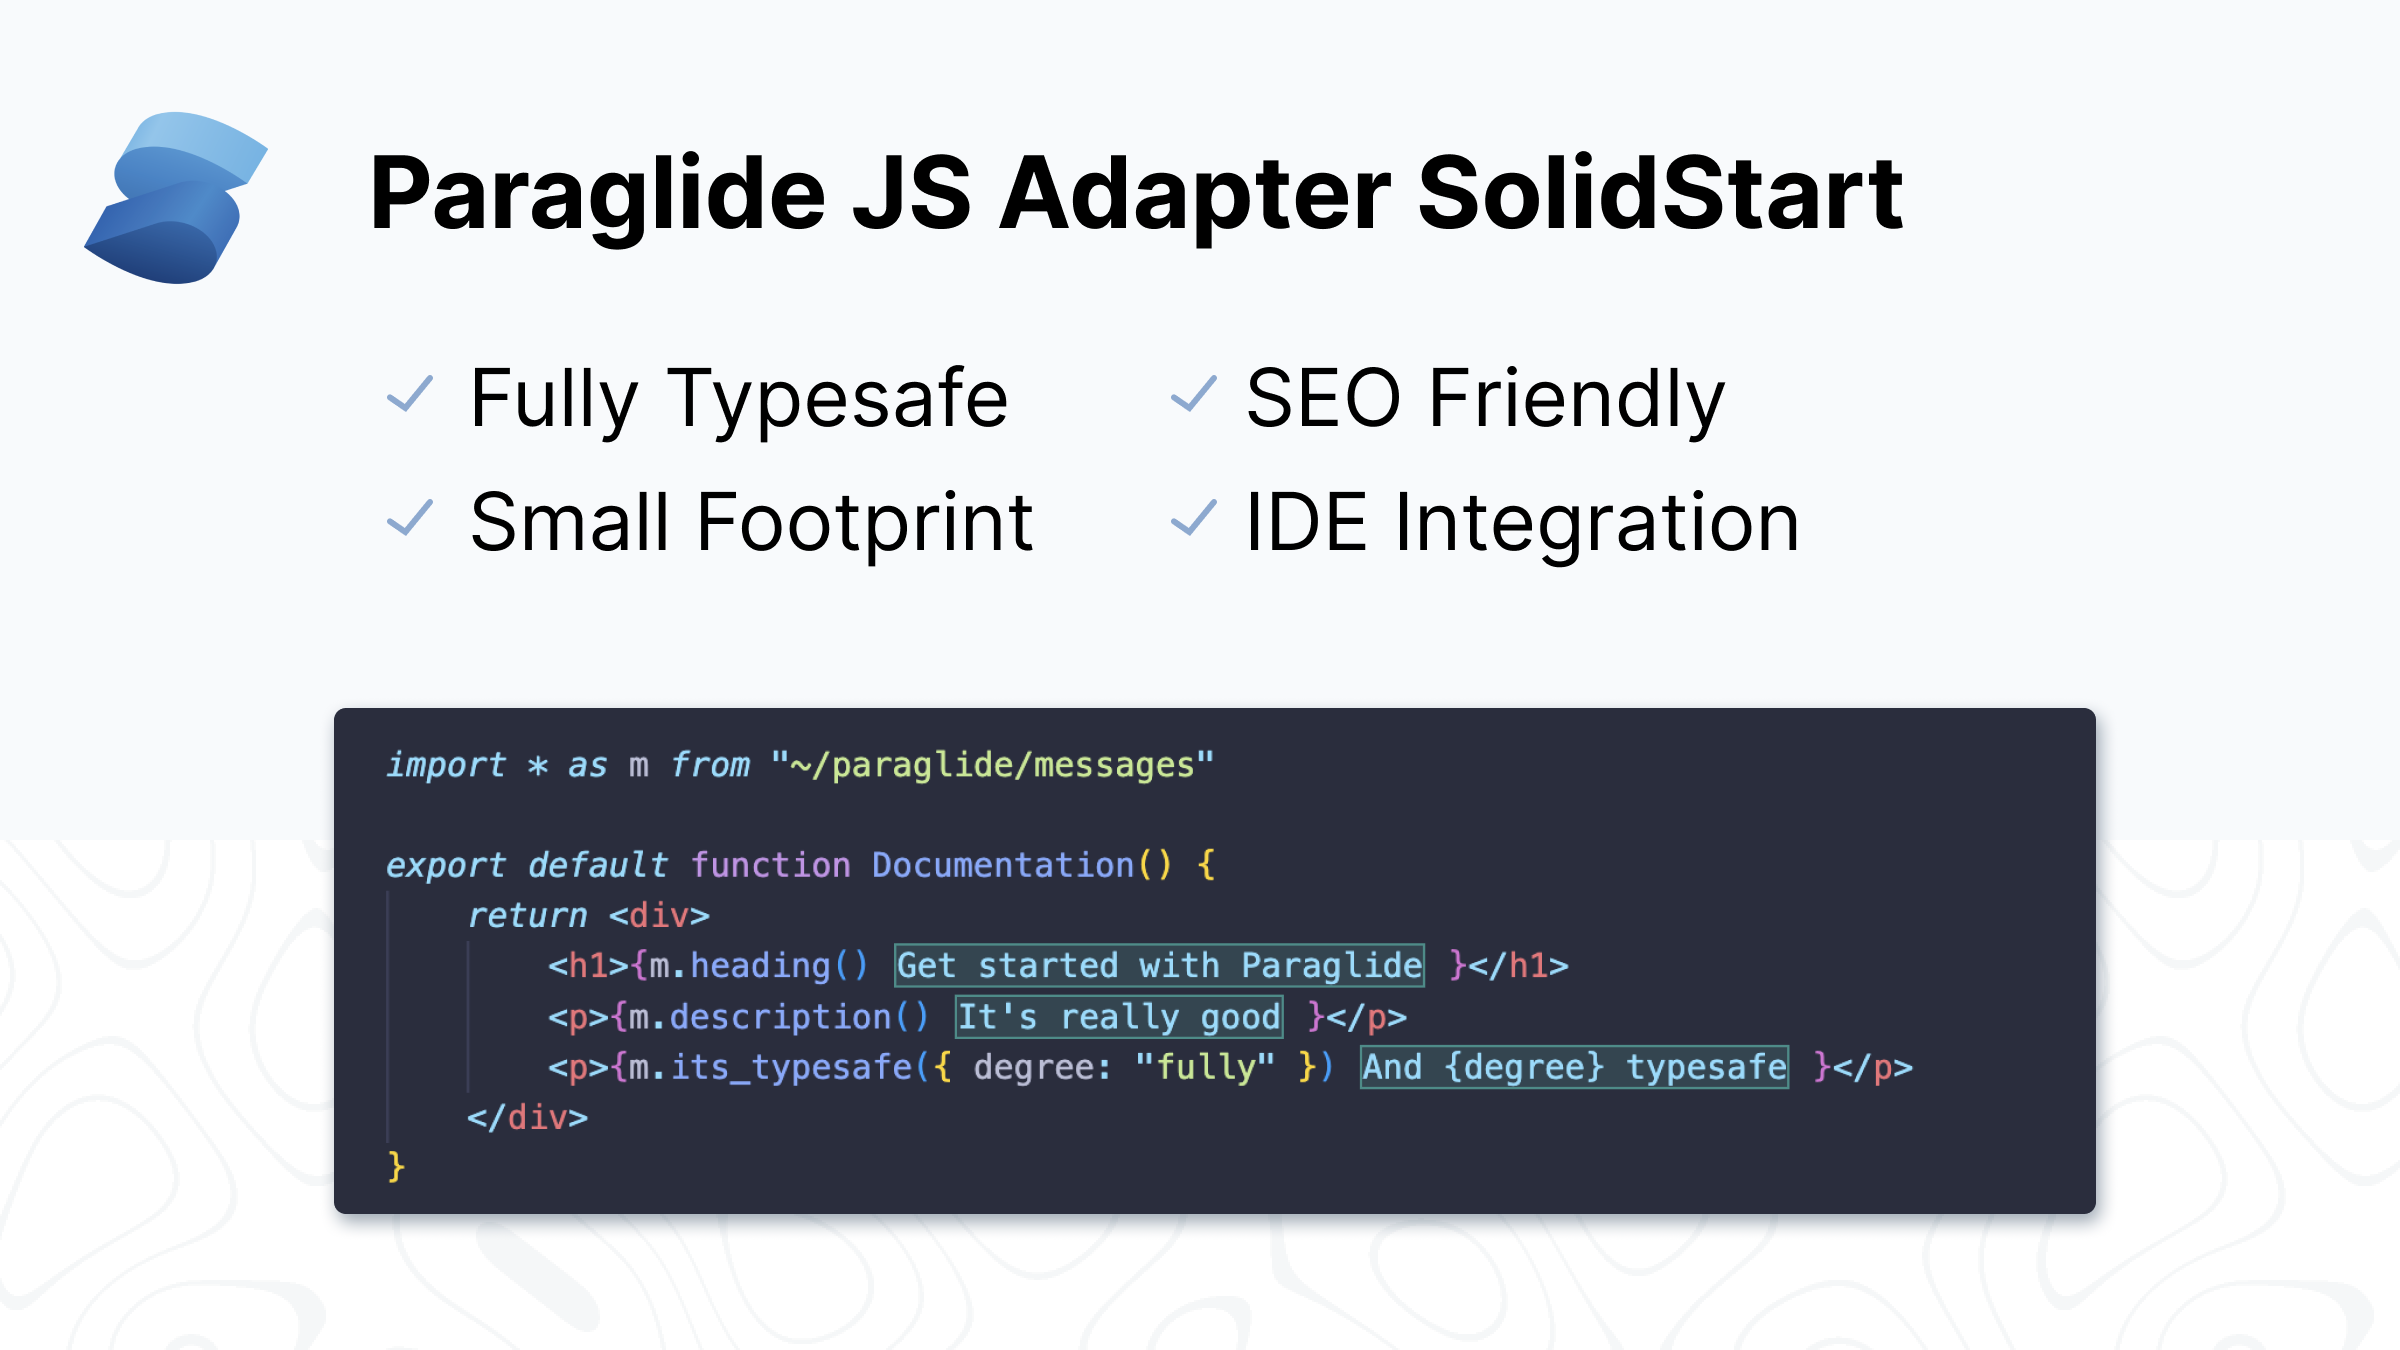 Paraglide JS Adapter SolidStart
Fully Typesafe
SEO Friendly
Small Footprint
IDE Integration
import * as m from "~/paraglide/messages"
export default function Documentation() {
return <div>
<h1>{m.heading() Get started with Paraglide }</h1>
<p>{m.description() It's really good }</p>
<p>{m.its_typesafe({ degree: "fully" }) And {degree} typesafe }</p>
</div>
}